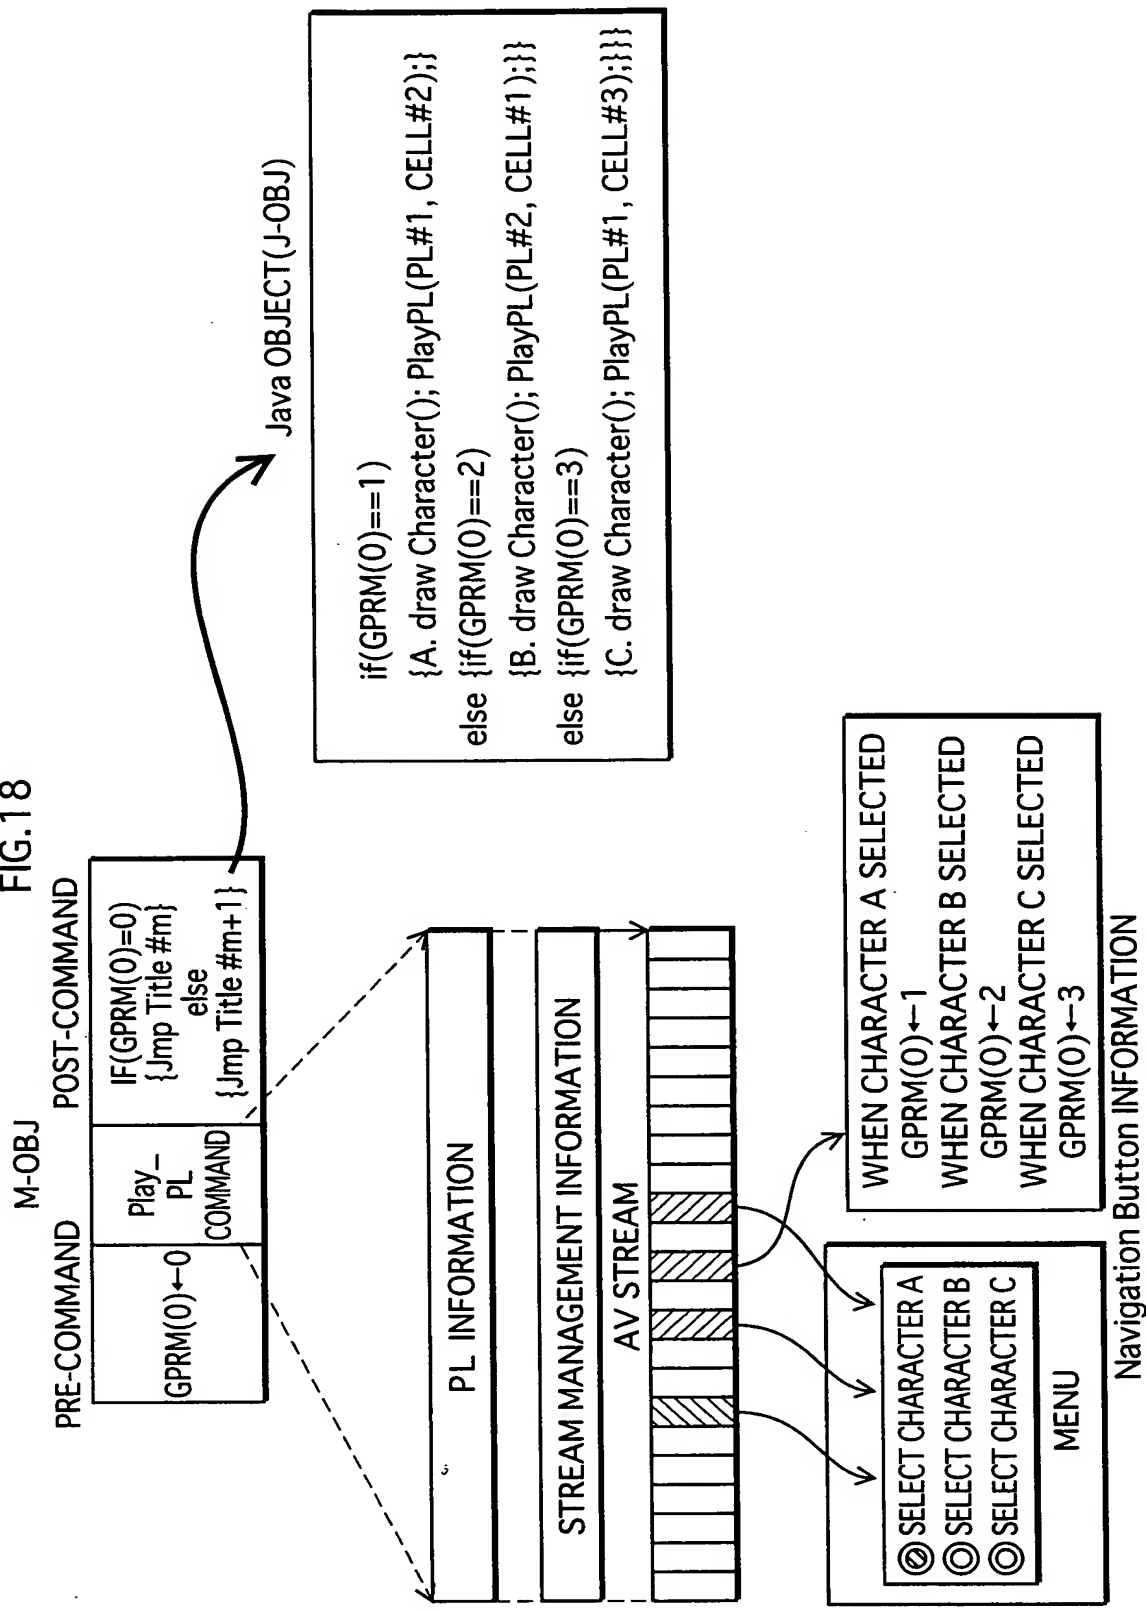 FIG.18
M-OBJ
PRE-COMMAND
POST-COMMAND
GPRM(0)←0
Play_
PL
COMMAND
IF(GPRM(0)=0)
{Jmp Title #m}
else
{Jmp Title #m+1}
Java OBJECT(J-OBJ)
if(GPRM(0)==1)
{A. draw Character(); PlayPL(PL#1, CELL#2);}
else {if(GPRM(0)==2)
{B. draw Character(); PlayPL(PL#2, CELL#1);}}
else {if(GPRM(0)==3)
{C. draw Character(); PlayPL(PL#1, CELL#3);}}}
PL INFORMATION
STREAM MANAGEMENT INFORMATION
AV STREAM
SELECT CHARACTER A
SELECT CHARACTER B
SELECT CHARACTER C
MENU
WHEN CHARACTER A SELECTED
GPRM(0)←1
WHEN CHARACTER B SELECTED
GPRM(0)←2
WHEN CHARACTER C SELECTED
GPRM(0)←3
Navigation Button INFORMATION